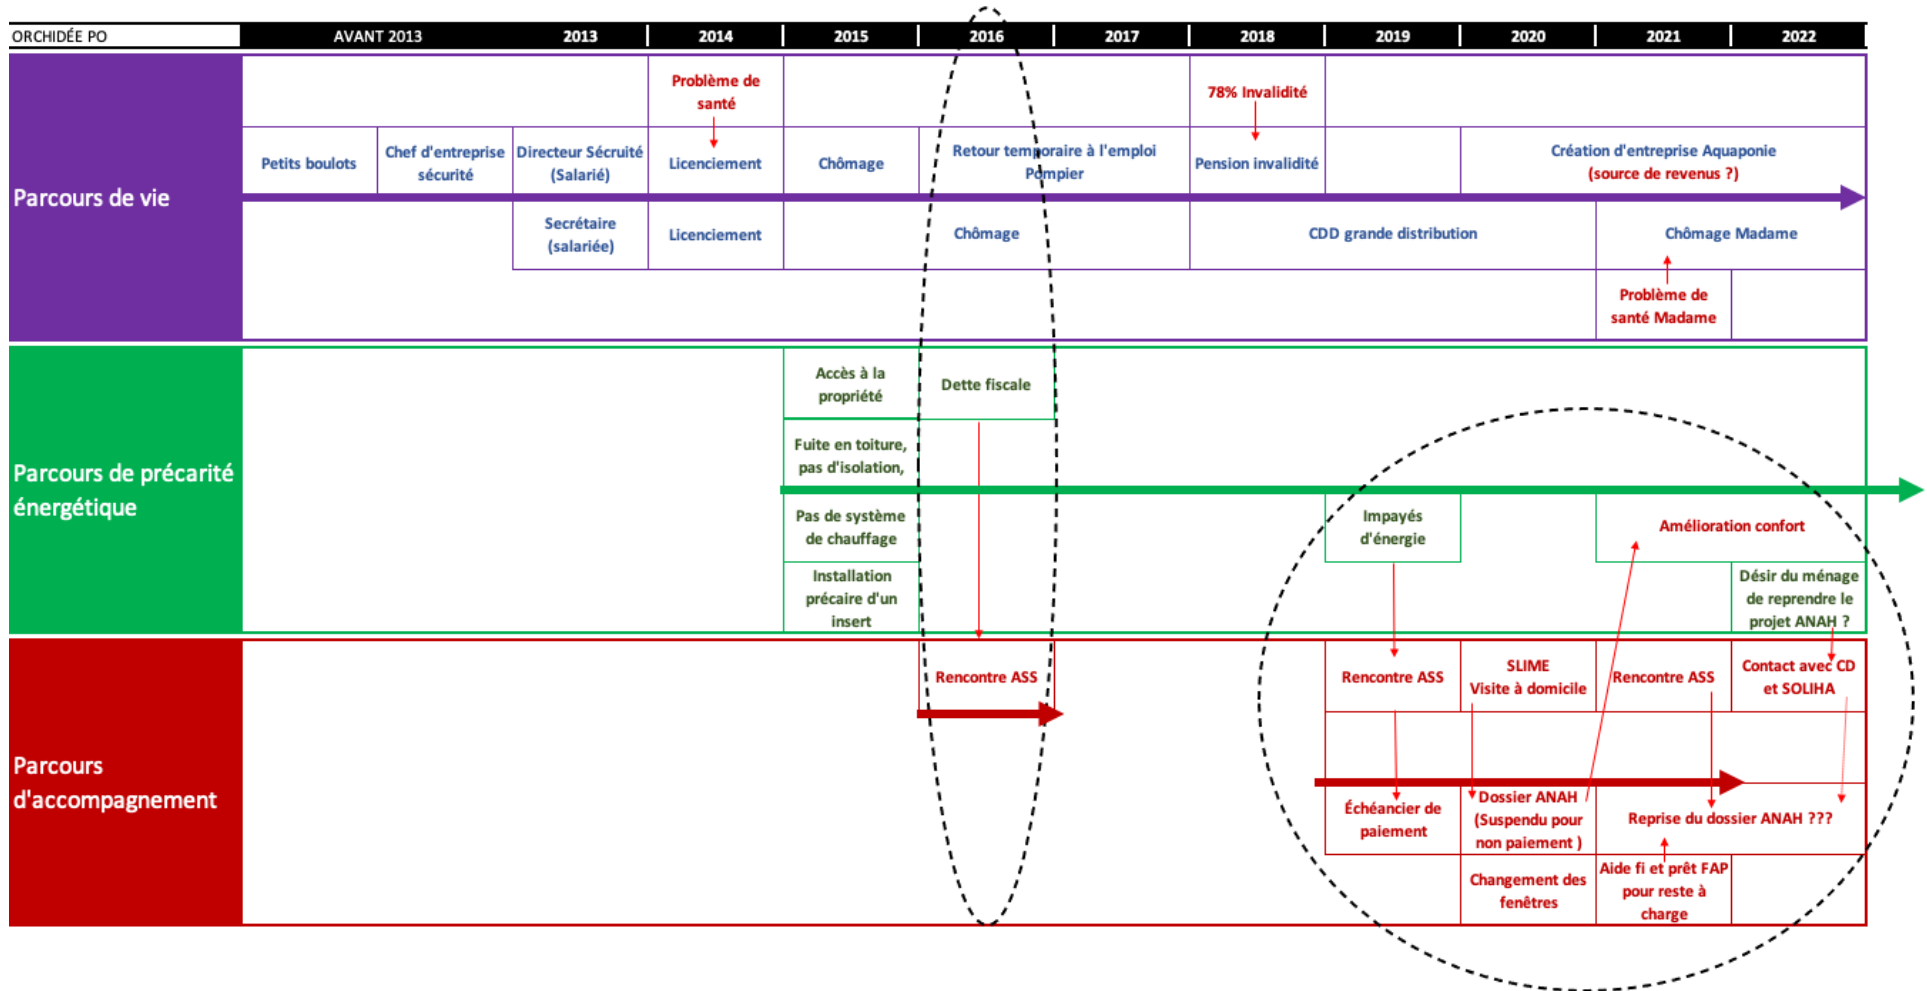 ORCHIDÉE PO
AVANT 2013
2013
2014
2015
2016
2017
2018
2019
2020
2021
2022
Parcours de vie
Problème de
santé
78% Invalidité
Petits boulots
Chef d'entreprise
sécurité
Directeur Sécruité
(Salarié)
Licenciement
Chômage
Retour temporaire à l'emploi
Pompier
Pension invalidité
Création d'entreprise Aquaponie
(source de revenus ?)
Secrétaire
(salariée)
Licenciement
Chômage
CDD grande distribution
Chômage Madame
Problème de
santé Madame
Parcours de précarité
énergétique
Accès à la
propriété
Dette fiscale
Fuite en toiture,
pas d'isolation,
Pas de système
de chauffage
Impayés
d'énergie
Amélioration confort
Installation
précaire d'un
insert
Désir du ménage
de reprendre le
projet ANAH ?
Parcours
d'accompagnement
Rencontre ASS
Rencontre ASS
SLIME
Visite à domicile
Rencontre ASS
Contact avec CD
et SOLIHA
Échéancier de
paiement
Dossier ANAH
(Suspendu pour
non paiement )
Reprise du dossier ANAH ???
Changement des
fenêtres
Aide fi et prêt FAP
pour reste à
charge